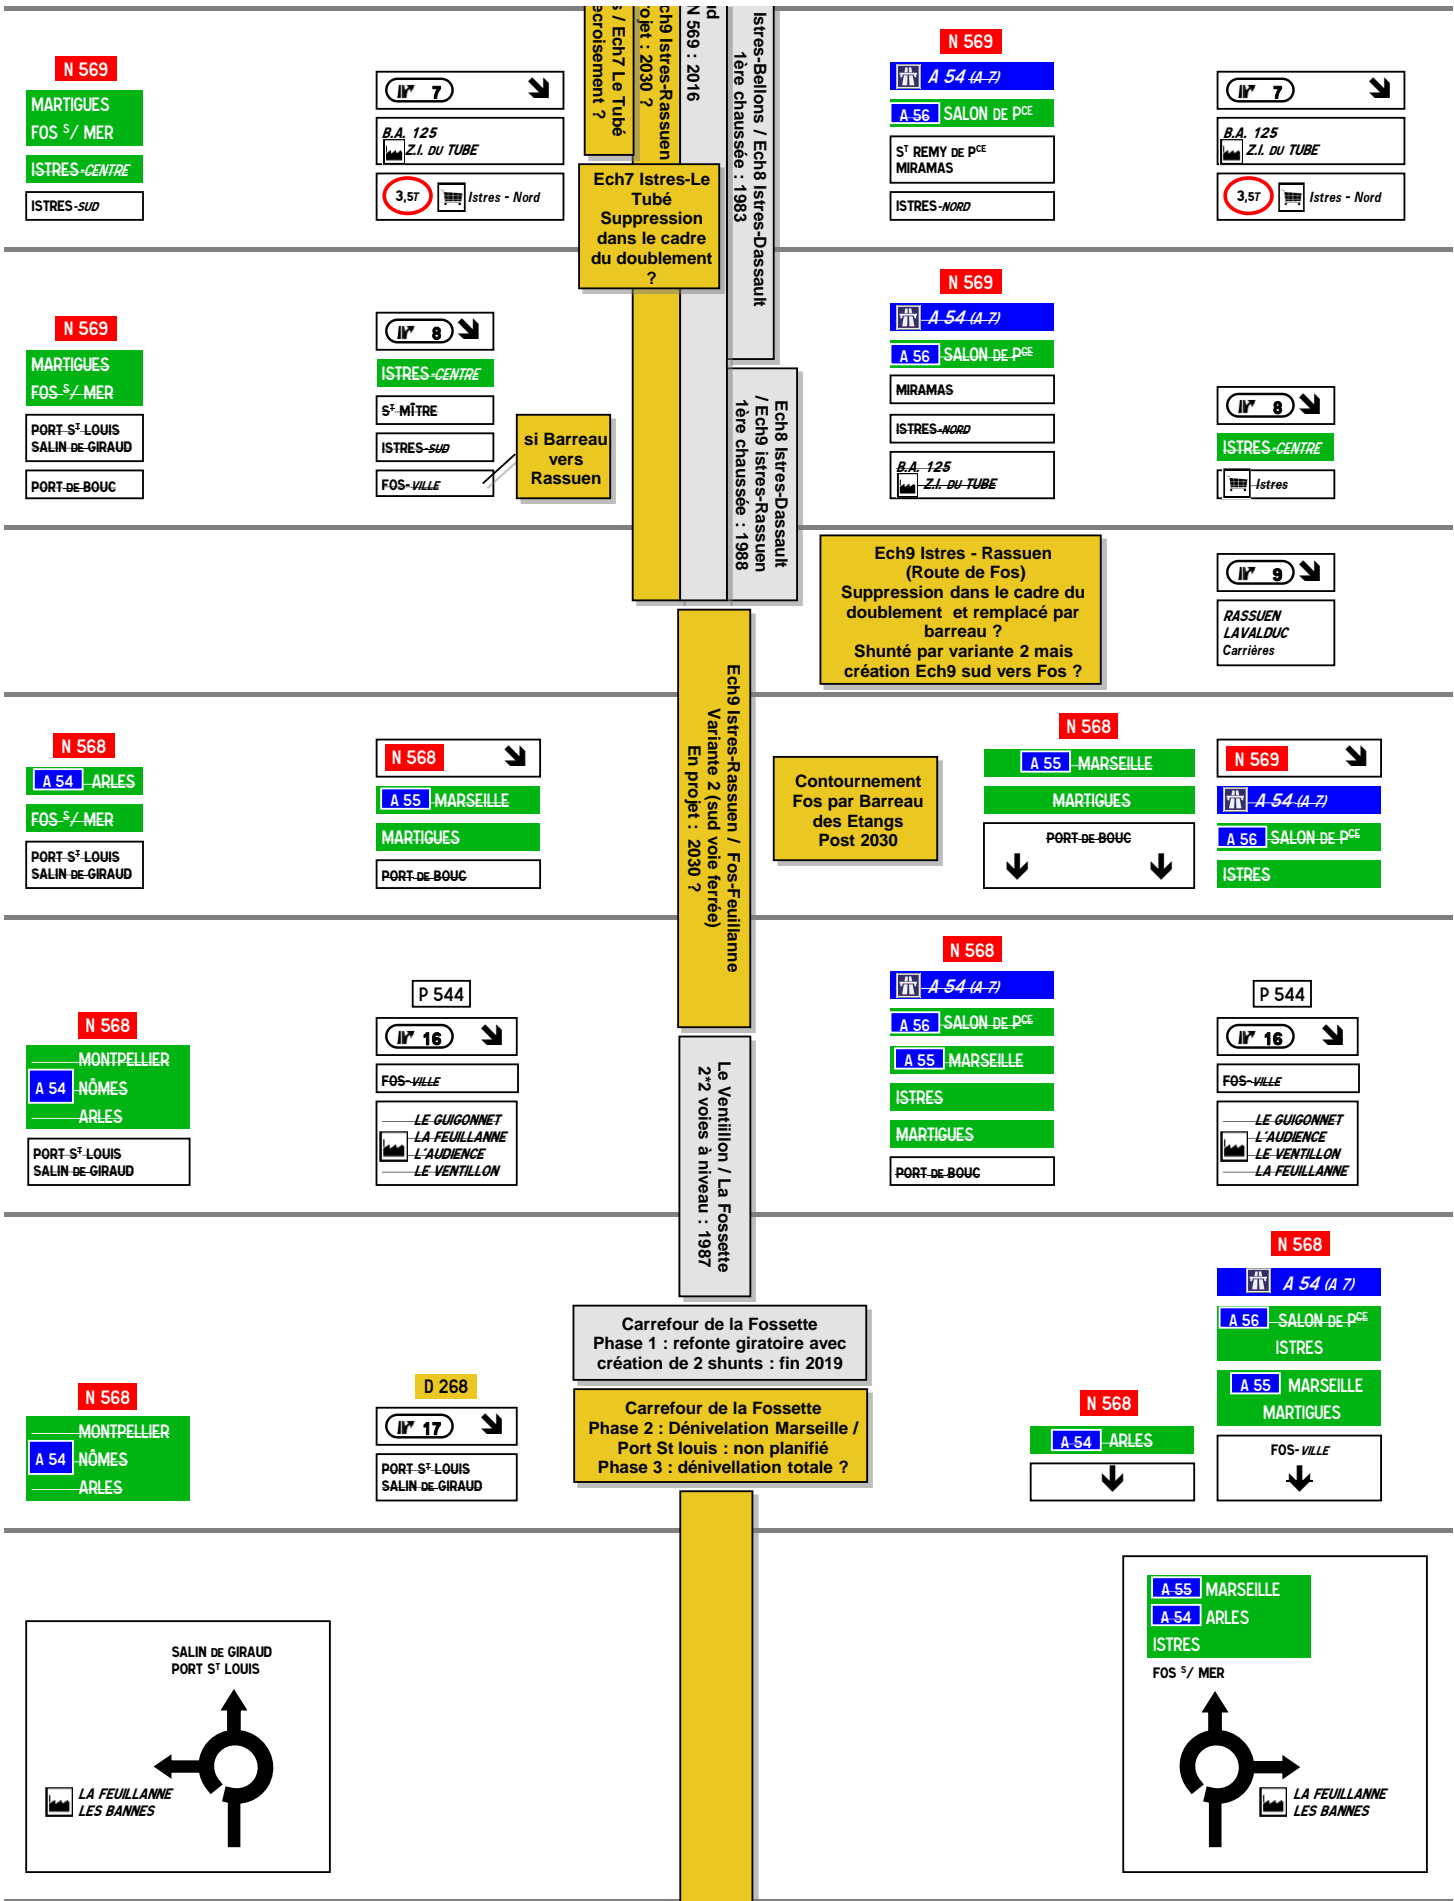 N 569
MARTIGUES
FOS S/ MER
ISTRES-CENTRE
ISTRES-SUD
7
B.A. 125
Z.I. DU TUBE
3,5T Istres - Nord
s / Ech7 Le Tubé
ecroisement ?
Ech9 Istres-Rassuen
ojet : 2030 ?
N 569 : 2016
Istres-Bellons / Ech8 Istres-Dassault
1ère chaussée : 1983
Ech7 Istres-Le
Tubé
Suppression
dans le cadre
du doublement
?
N 569
A 54 (A 7)
A 56 SALON DE PCE
ST REMY DE PCE
MIRAMAS
ISTRES-NORD
7
B.A. 125
Z.I. DU TUBE
3,5T Istres - Nord
N 569
MARTIGUES
FOS S/ MER
PORT ST LOUIS
SALIN DE GIRAUD
PORT DE BOUC
8
ISTRES-CENTRE
ST MÎTRE
ISTRES-SUD
FOS-VILLE
si Barreau
vers
Rassuen
Ech8 Istres-Dassault
/ Ech9 istres-Rassuen
1ère chaussée : 1988
N 569
A 54 (A 7)
A 56 SALON DE PCE
MIRAMAS
ISTRES-NORD
B.A. 125
Z.I. DU TUBE
8
ISTRES-CENTRE
Istres
Ech9 Istres - Rassuen
(Route de Fos)
Suppression dans le cadre du
doublement et remplacé par
barreau ?
Shunté par variante 2 mais
création Ech9 sud vers Fos ?
9
RASSUEN
LAVALDUC
Carrières
N 568
A 54 ARLES
FOS S/ MER
PORT ST LOUIS
SALIN DE GIRAUD
N 568
A 55 MARSEILLE
MARTIGUES
PORT DE BOUC
Ech9 Istres-Rassuen / Fos-Feuillanne
Variante 2 (sud voie ferrée)
En projet : 2030 ?
Contournement
Fos par Barreau
des Etangs
Post 2030
N 568
A 55 MARSEILLE
MARTIGUES
PORT DE BOUC
N 569
A 54 (A 7)
A 56 SALON DE PCE
ISTRES
N 568
MONTPELLIER
A 54 NÔMES
ARLES
PORT ST LOUIS
SALIN DE GIRAUD
P 544
16
FOS-VILLE
LE GUIGONNET
LA FEUILLANNE
L'AUDIENCE
LE VENTILLON
Le Ventiillon / La Fossette
2*2 voies à niveau : 1987
N 568
A 54 (A 7)
A 56 SALON DE PCE
A 55 MARSEILLE
ISTRES
MARTIGUES
PORT DE BOUC
P 544
16
FOS-VILLE
LE GUIGONNET
L'AUDIENCE
LE VENTILLON
LA FEUILLANNE
N 568
MONTPELLIER
A 54 NÔMES
ARLES
D 268
17
PORT ST LOUIS
SALIN DE GIRAUD
Carrefour de la Fossette
Phase 1 : refonte giratoire avec
création de 2 shunts : fin 2019
Carrefour de la Fossette
Phase 2 : Dénivelation Marseille /
Port St louis : non planifié
Phase 3 : dénivellation totale ?
N 568
A 54 ARLES
N 568
A 54 (A 7)
A 56 SALON DE PCE
ISTRES
A 55 MARSEILLE
MARTIGUES
FOS-VILLE
SALIN DE GIRAUD
PORT ST LOUIS
LA FEUILLANNE
LES BANNES
A 55 MARSEILLE
A 54 ARLES
ISTRES
FOS S/ MER
LA FEUILLANNE
LES BANNES